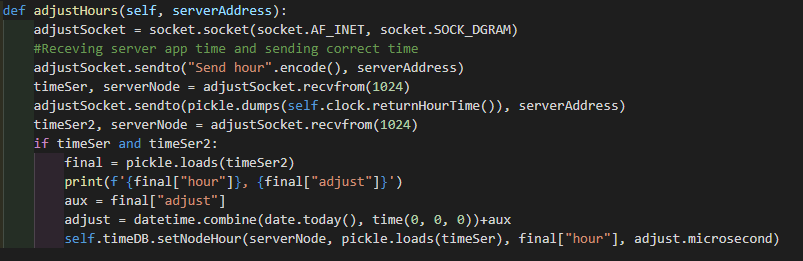 def adjustHours(self, serverAddress):
    adjustSocket = socket.socket(socket.AF_INET, socket.SOCK_DGRAM)
    #Receving server app time and sending correct time
    adjustSocket.sendto("Send hour".encode(), serverAddress)
    timeSer, serverNode = adjustSocket.recvfrom(1024)
    adjustSocket.sendto(pickle.dumps(self.clock.returnHourTime()), serverAddress)
    timeSer2, serverNode = adjustSocket.recvfrom(1024)
    if timeSer and timeSer2:
        final = pickle.loads(timeSer2)
        print(f'{final["hour"]}, {final["adjust"]}')
        aux = final["adjust"]
        adjust = datetime.combine(date.today(), time(0, 0, 0))+aux
        self.timeDB.setNodeHour(serverNode, pickle.loads(timeSer), final["hour"], adjust.microsecond)